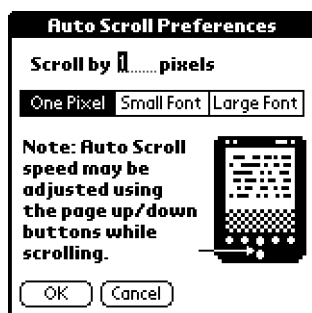 Auto Scroll Preferences
Scroll by 1 pixels
One Pixel Small Font Large Font
Note: Auto Scroll
speed may be
adjusted using
the page up/down
buttons while
scrolling.
OK Cancel